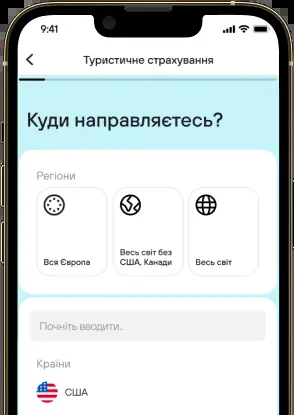 9:41
Туристичне страхування
Куди направляєтесь?
Регіони
Вся Європа
Весь світ без
США, Канади
Весь світ
Почніть вводити..
Країни
США